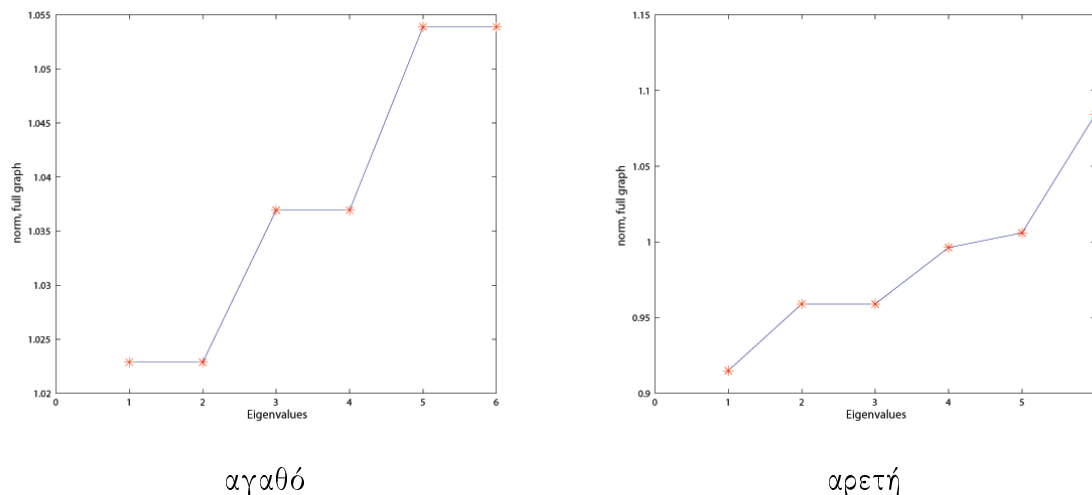 1.055
1.05
1.045
1.04
1.035
1.03
1.025
1.02
norm, full graph
0 1 2 3 4 5 6
Eigenvalues
αγαθό
1.15
1.1
1.05
1
0.95
0.9
norm, full graph
0 1 2 3 4 5
Eigenvalues
αρετή